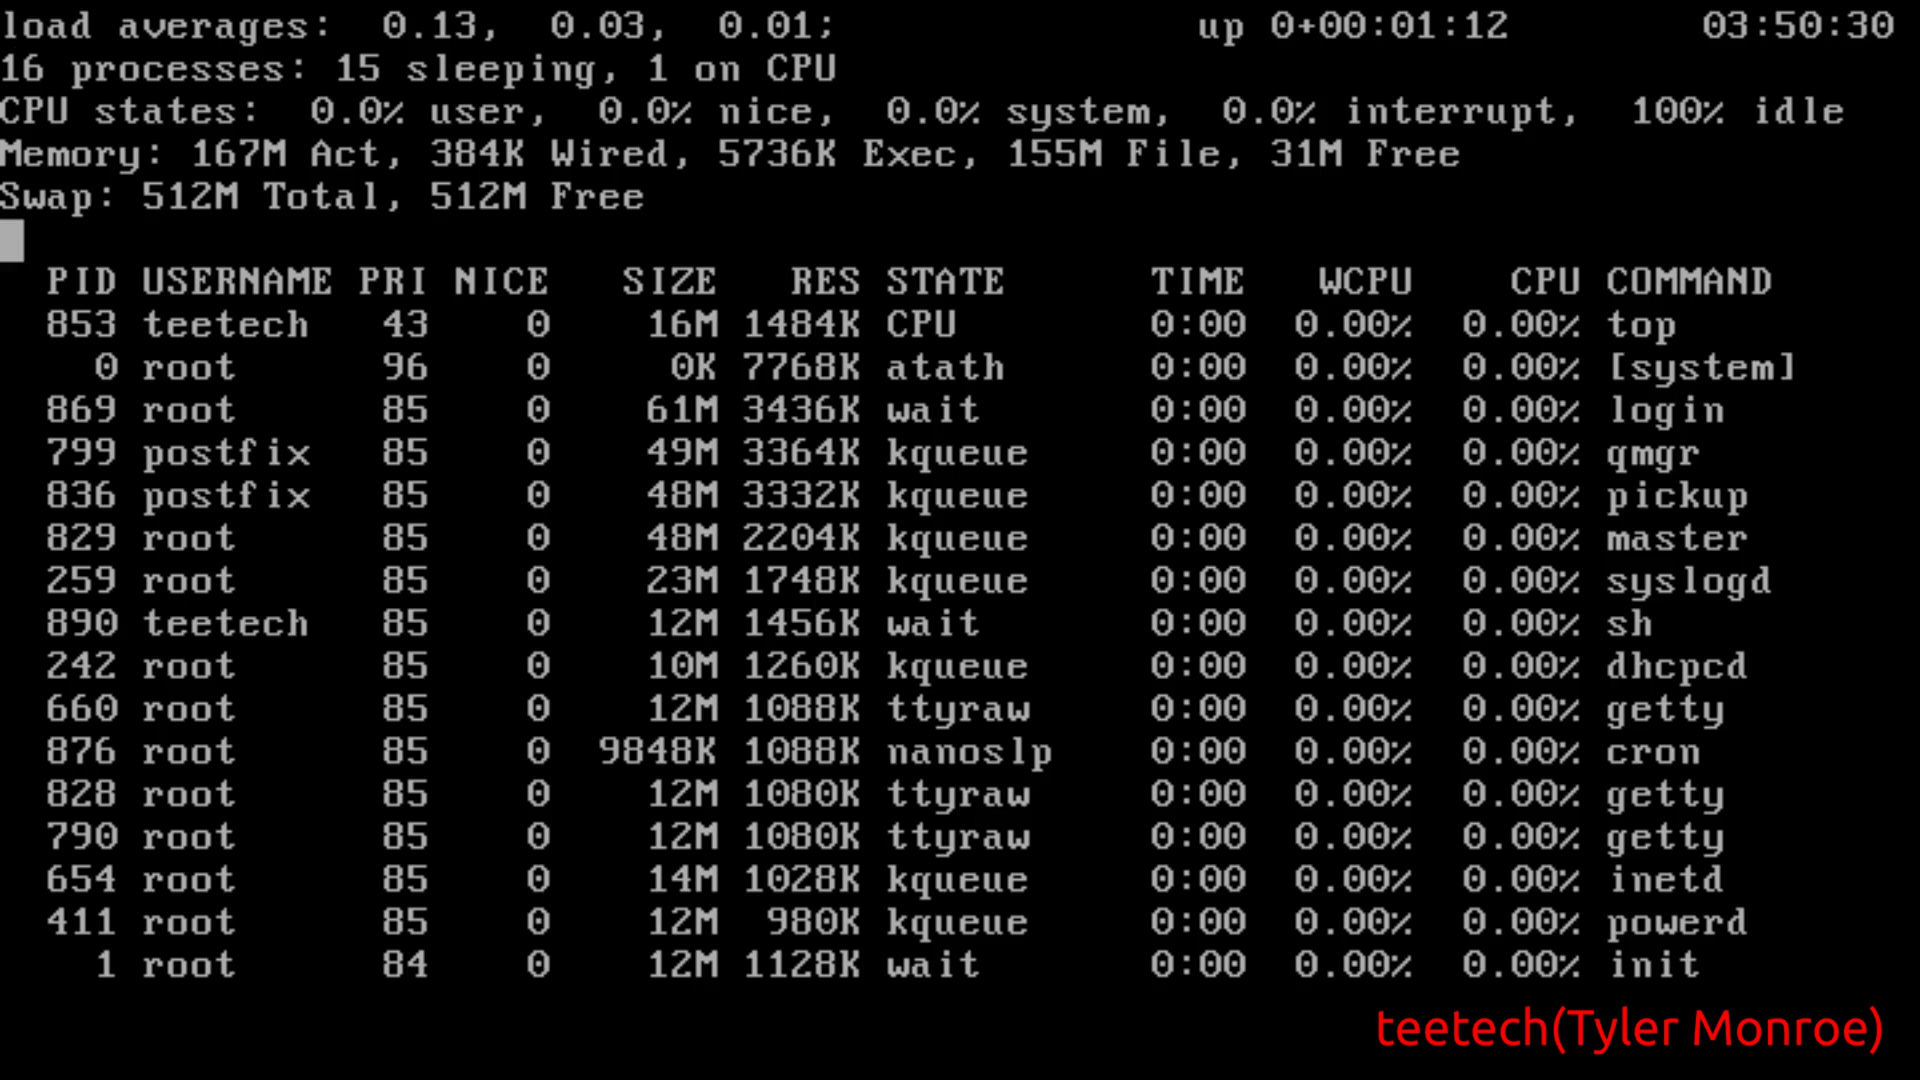 load averages:  0.13,  0.03,  0.01;               up 0+00:01:12        03:50:30
16 processes: 15 sleeping, 1 on CPU
CPU states:  0.0% user,  0.0% nice,  0.0% system,  0.0% interrupt,  100% idle
Memory: 167M Act, 384K Wired, 5736K Exec, 155M File, 31M Free
Swap: 512M Total, 512M Free
  PID USERNAME PRI NICE   SIZE   RES STATE      TIME   WCPU    CPU COMMAND
  853 teetech   43    0    16M 1484K CPU        0:00  0.00%  0.00% top
    0 root      96    0     0K 7768K atath      0:00  0.00%  0.00% [system]
  869 root      85    0    61M 3436K wait       0:00  0.00%  0.00% login
  799 postfix   85    0    49M 3364K kqueue     0:00  0.00%  0.00% qmgr
  836 postfix   85    0    48M 3332K kqueue     0:00  0.00%  0.00% pickup
  829 root      85    0    48M 2204K kqueue     0:00  0.00%  0.00% master
  259 root      85    0    23M 1748K kqueue     0:00  0.00%  0.00% syslogd
  890 teetech   85    0    12M 1456K wait       0:00  0.00%  0.00% sh
  242 root      85    0    10M 1260K kqueue     0:00  0.00%  0.00% dhcpcd
  660 root      85    0    12M 1088K ttyraw     0:00  0.00%  0.00% getty
  876 root      85    0  9848K 1088K nanoslp    0:00  0.00%  0.00% cron
  828 root      85    0    12M 1080K ttyraw     0:00  0.00%  0.00% getty
  790 root      85    0    12M 1080K ttyraw     0:00  0.00%  0.00% getty
  654 root      85    0    14M 1028K kqueue     0:00  0.00%  0.00% inetd
  411 root      85    0    12M  980K kqueue     0:00  0.00%  0.00% powerd
    1 root      84    0    12M 1128K wait       0:00  0.00%  0.00% init
teetech(Tyler Monroe)